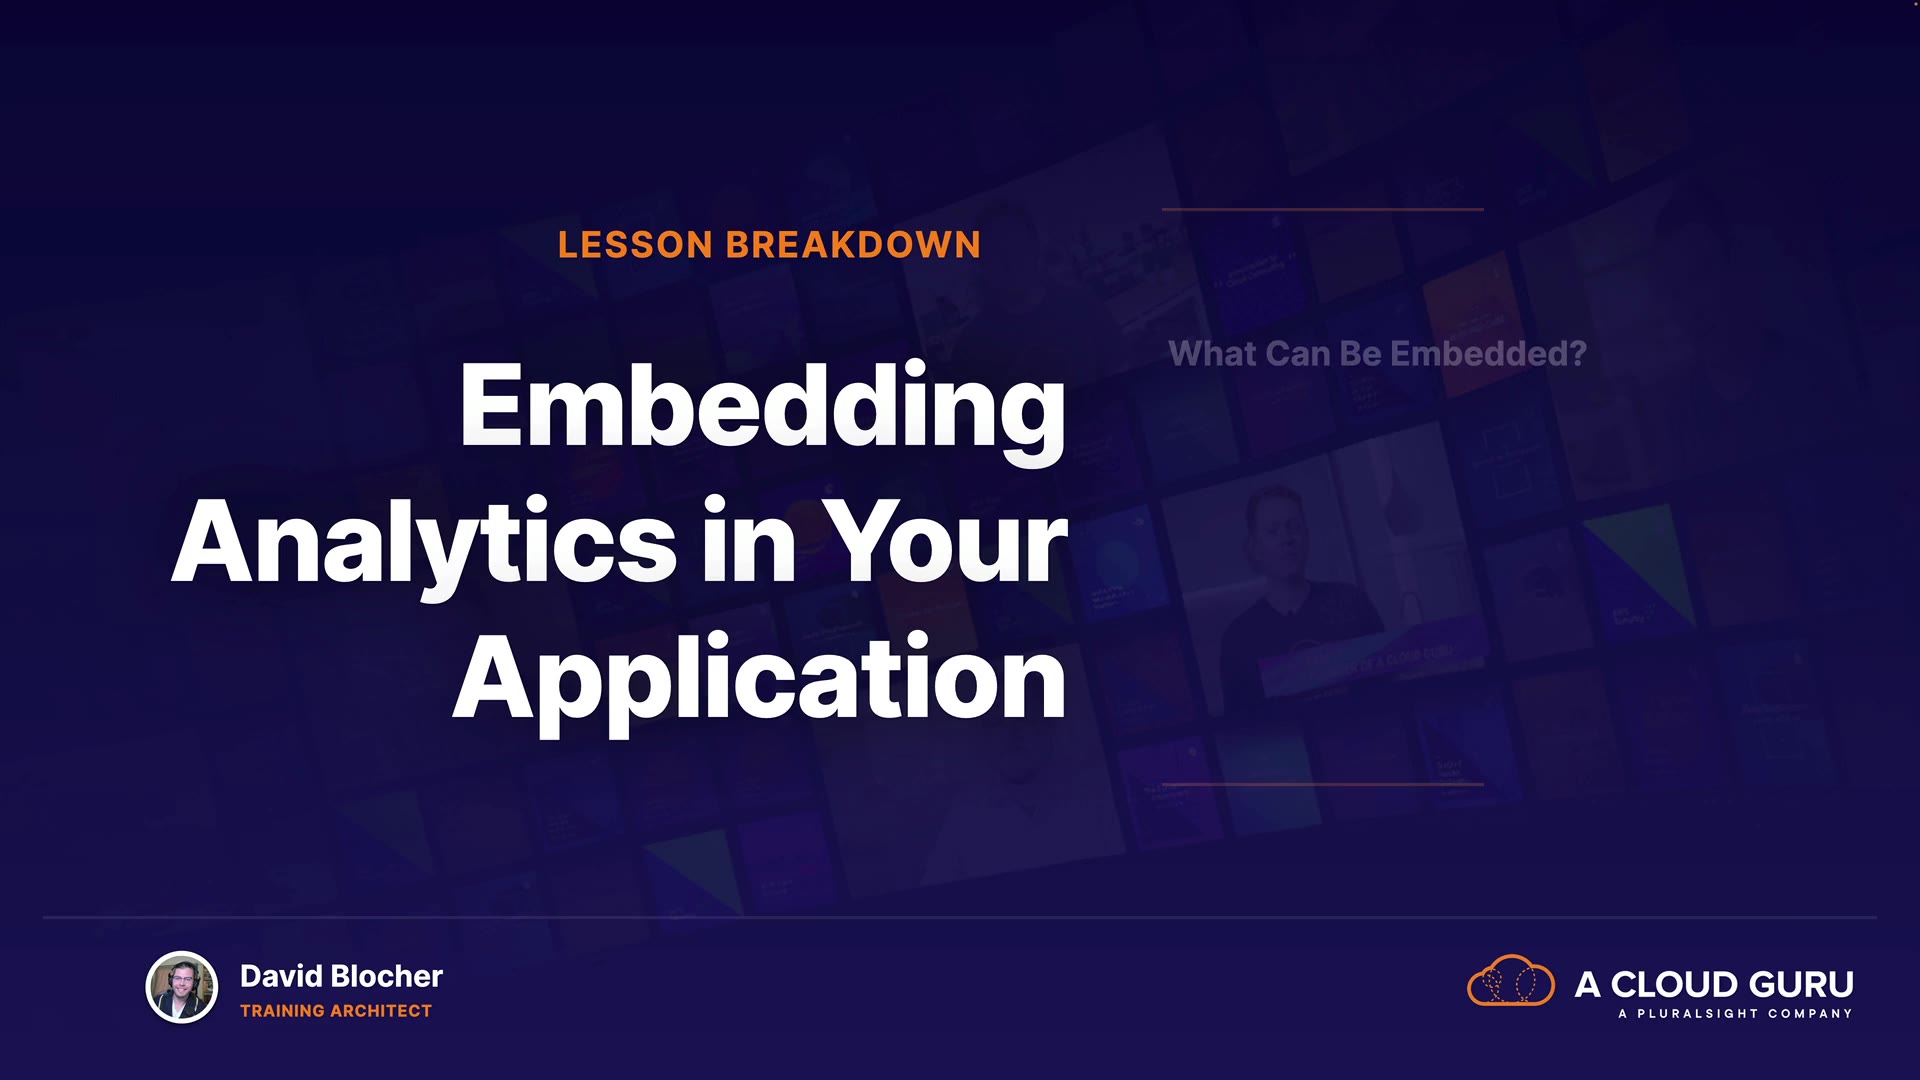 LESSON BREAKDOWN
Embedding
Analytics in Your
Application
What Can Be Embedded?
David Blocher
TRAINING ARCHITECT
A CLOUD GURU
A PLURALSIGHT COMPANY